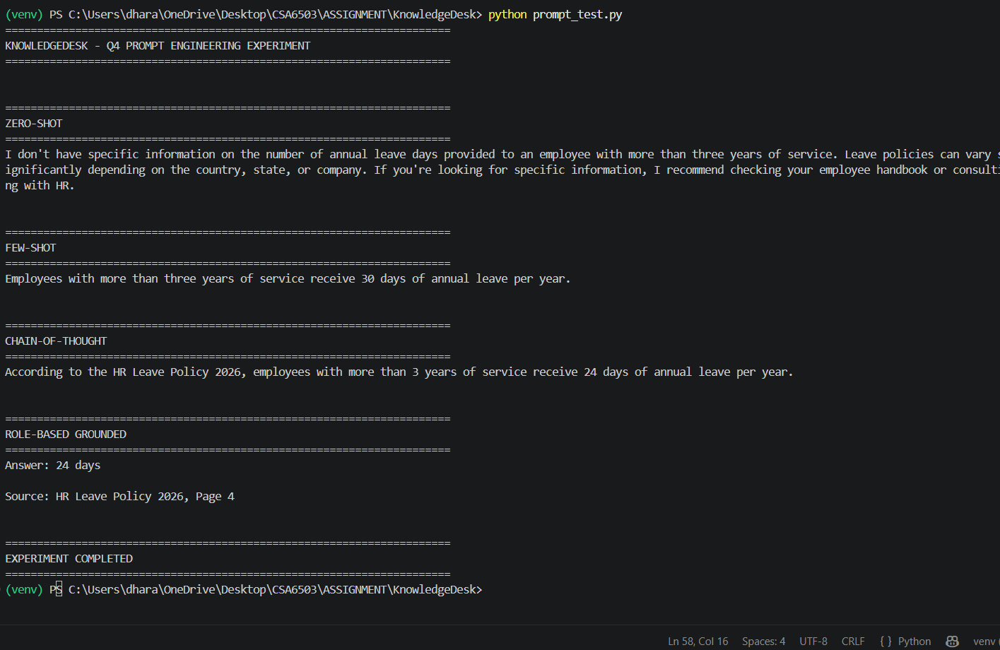 (venv) PS C:\Users\dhara\OneDrive\Desktop\CSA6503\ASSIGNMENT\KnowledgeDesk> python prompt_test.py
======================================================================
KNOWLEDGEDESK - Q4 PROMPT ENGINEERING EXPERIMENT
======================================================================
======================================================================
ZERO-SHOT
======================================================================
I don't have specific information on the number of annual leave days provided to an employee with more than three years of service. Leave policies can vary s
ignificantly depending on the country, state, or company. If you're looking for specific information, I recommend checking your employee handbook or consulti
ng with HR.
======================================================================
FEW-SHOT
======================================================================
Employees with more than three years of service receive 30 days of annual leave per year.
======================================================================
CHAIN-OF-THOUGHT
======================================================================
According to the HR Leave Policy 2026, employees with more than 3 years of service receive 24 days of annual leave per year.
======================================================================
ROLE-BASED GROUNDED
======================================================================
Answer: 24 days
Source: HR Leave Policy 2026, Page 4
======================================================================
EXPERIMENT COMPLETED
======================================================================
(venv) PS C:\Users\dhara\OneDrive\Desktop\CSA6503\ASSIGNMENT\KnowledgeDesk>
Ln 58, Col 16 Spaces: 4 UTF-8 CRLF { } Python venv (